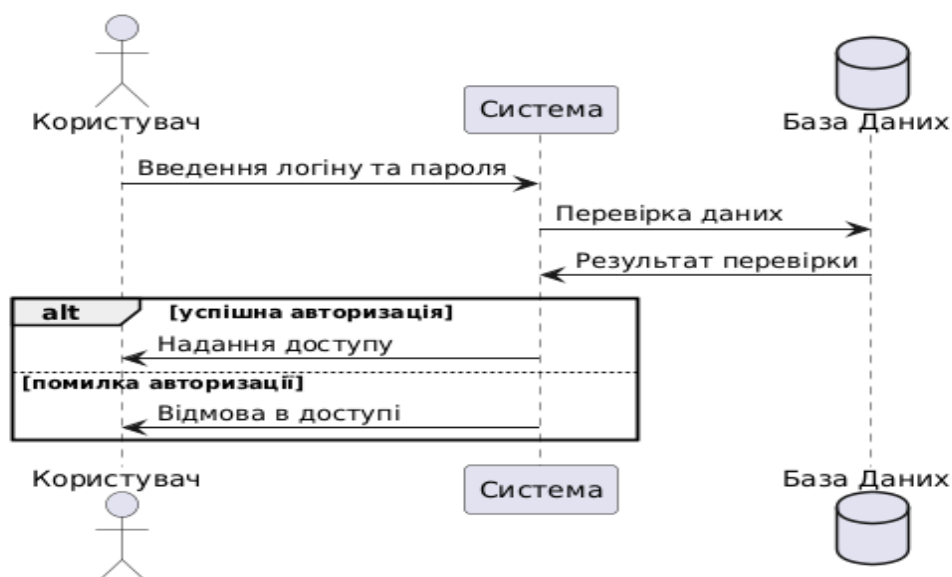 Користувач
Система
База Даних
Введення логіну та пароля
Перевірка даних
Результат перевірки
alt [успішна авторизація]
Надання доступу
[помилка авторизації]
Відмова в доступі
Користувач
Система
База Даних